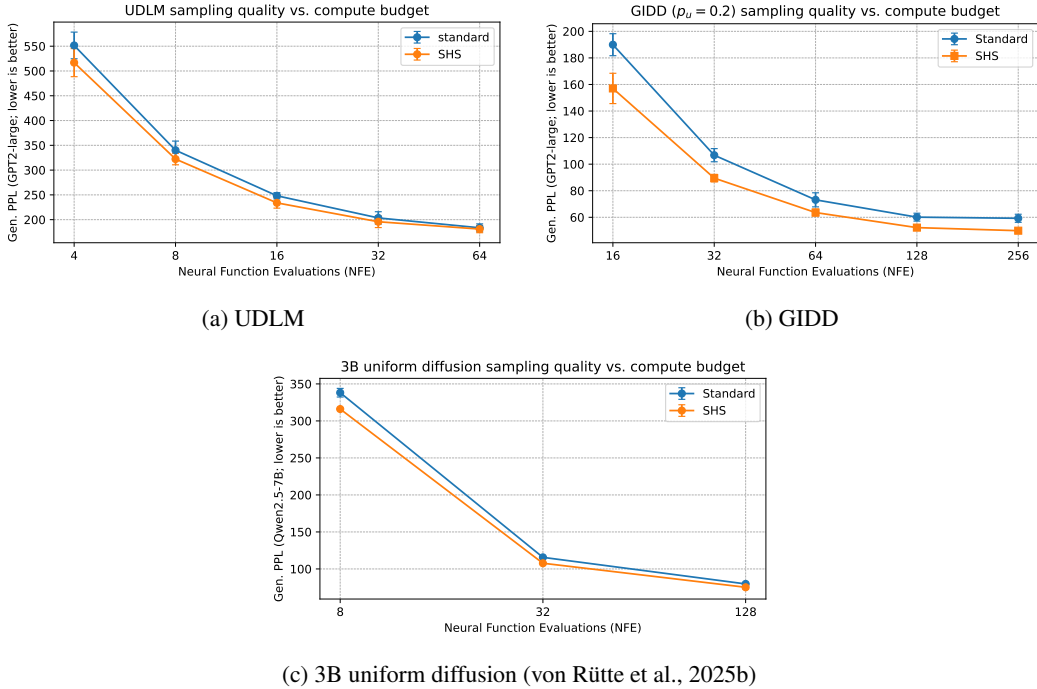 UDLM sampling quality vs. compute budget
Gen. PPL (GPT2-large; lower is better)
550
500
450
400
350
300
250
200
standard
SHS
4
8
16
32
64
Neural Function Evaluations (NFE)
(a) UDLM
GIDD (p_u = 0.2) sampling quality vs. compute budget
Gen. PPL (GPT2-large; lower is better)
200
180
160
140
120
100
80
60
Standard
SHS
16
32
64
128
256
Neural Function Evaluations (NFE)
(b) GIDD
3B uniform diffusion sampling quality vs. compute budget
Gen. PPL (Qwen2.5-7B; lower is better)
350
300
250
200
150
100
Standard
SHS
8
32
128
Neural Function Evaluations (NFE)
(c) 3B uniform diffusion (von Rütte et al., 2025b)